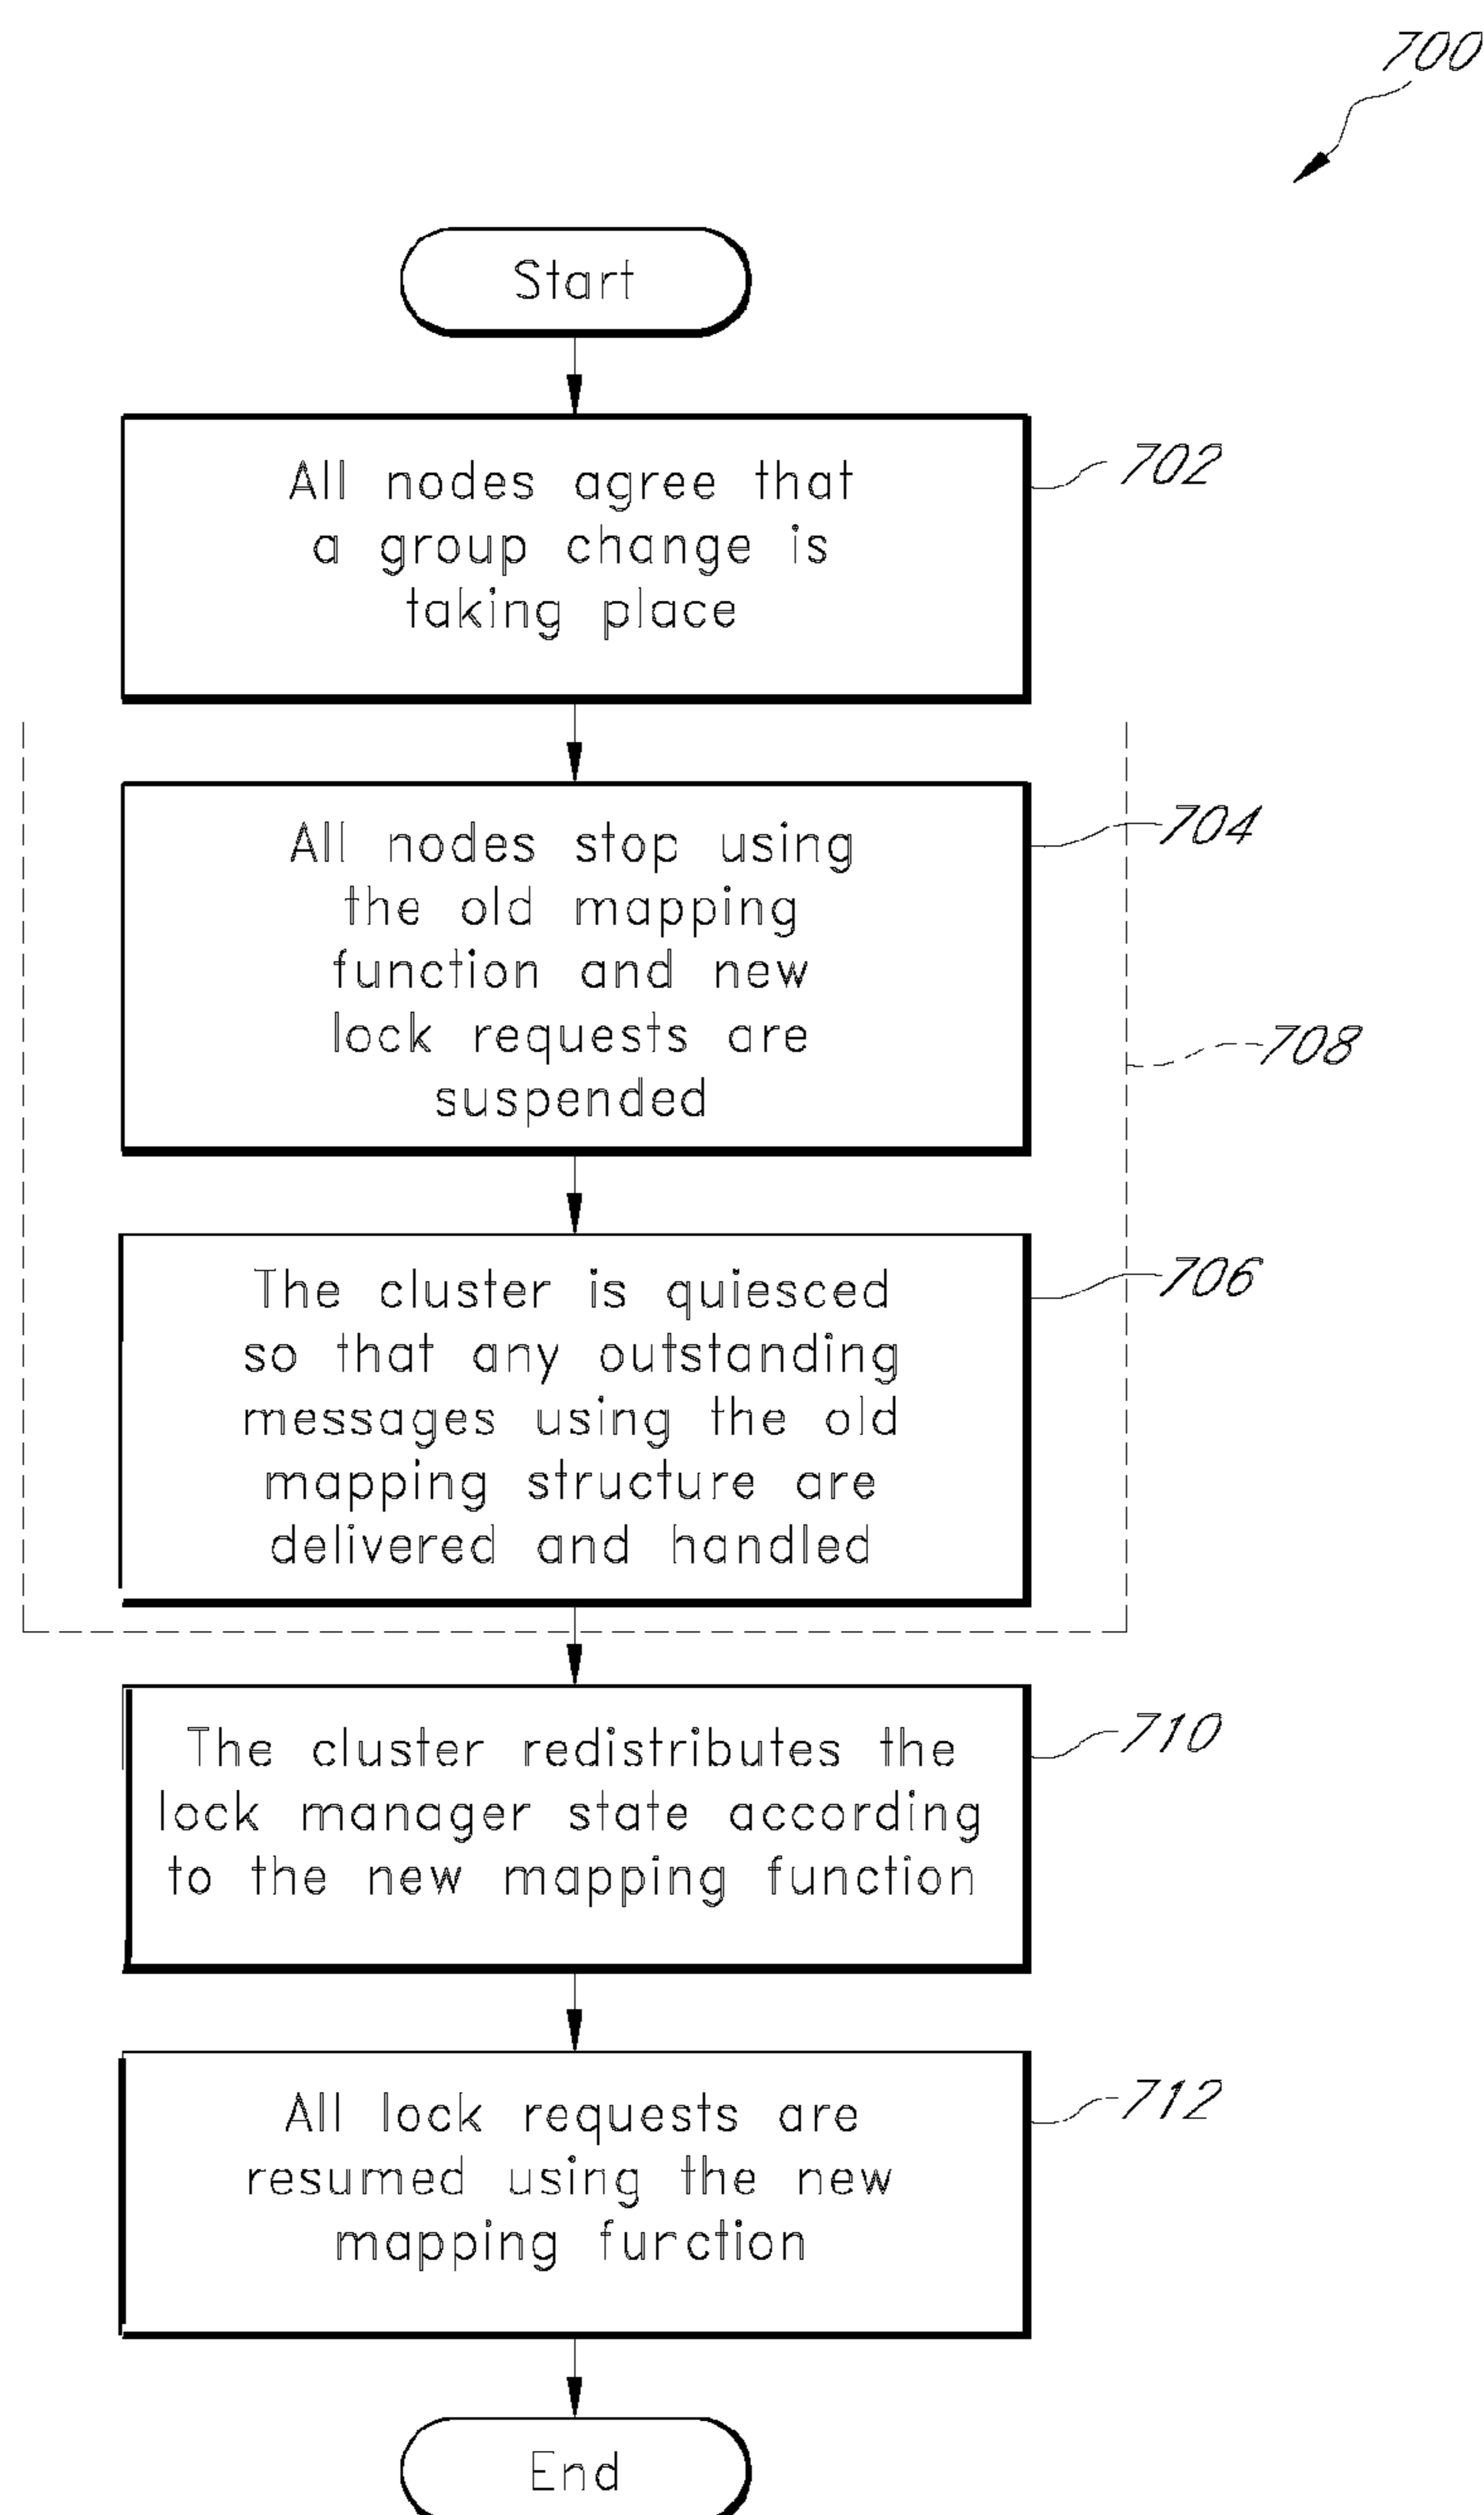 700
Start
All nodes agree that
a group change is
taking place
702
All nodes stop using
the old mapping
function and new
lock requests are
suspended
704
708
The cluster is quiesced
so that any outstanding
messages using the old
mapping structure are
delivered and handled
706
The cluster redistributes the
lock manager state according
to the new mapping function
710
All lock requests are
resumed using the new
mapping function
712
End